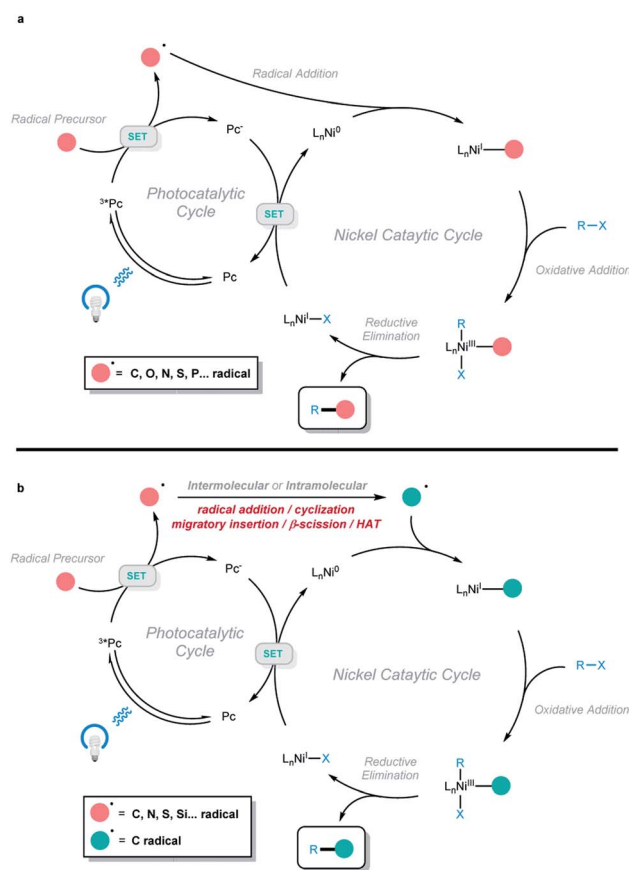 a
Radical Addition
Radical Precursor
SET
Pc-
LnNi0
LnNiI
3*Pc
Photocatalytic
Cycle
SET
Nickel Cataytic Cycle
R–X
Oxidative Addition
Pc
LnNiI–X
Reductive
Elimination
R
LnNiIII
X
= C, O, N, S, P... radical
R
b
Intermolecular or Intramolecular
radical addition / cyclization
migratory insertion / β-scission / HAT
Radical Precursor
SET
Pc-
LnNi0
LnNiI
3*Pc
Photocatalytic
Cycle
SET
Nickel Cataytic Cycle
R–X
Oxidative Addition
Pc
LnNiI–X
Reductive
Elimination
R
LnNiIII
X
= C, N, S, Si... radical
= C radical
R